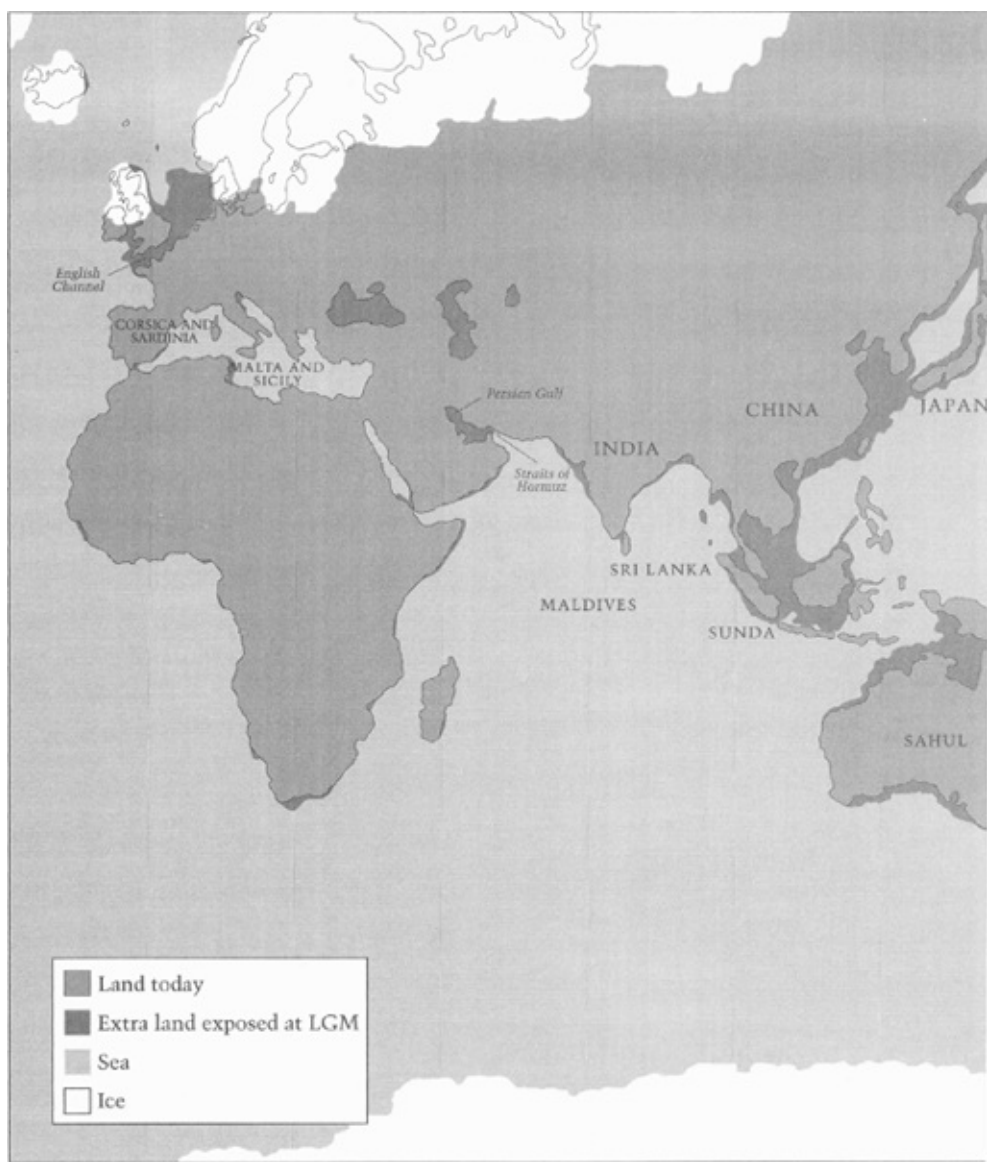 English
Channel
CORSICA AND
SARDINIA
MALTA AND
SICILY
Persian Gulf
Straits of
Hormuz
INDIA
CHINA
JAPAN
SRI LANKA
MALDIVES
SUNDA
SAHUL
Land today
Extra land exposed at LGM
Sea
Ice